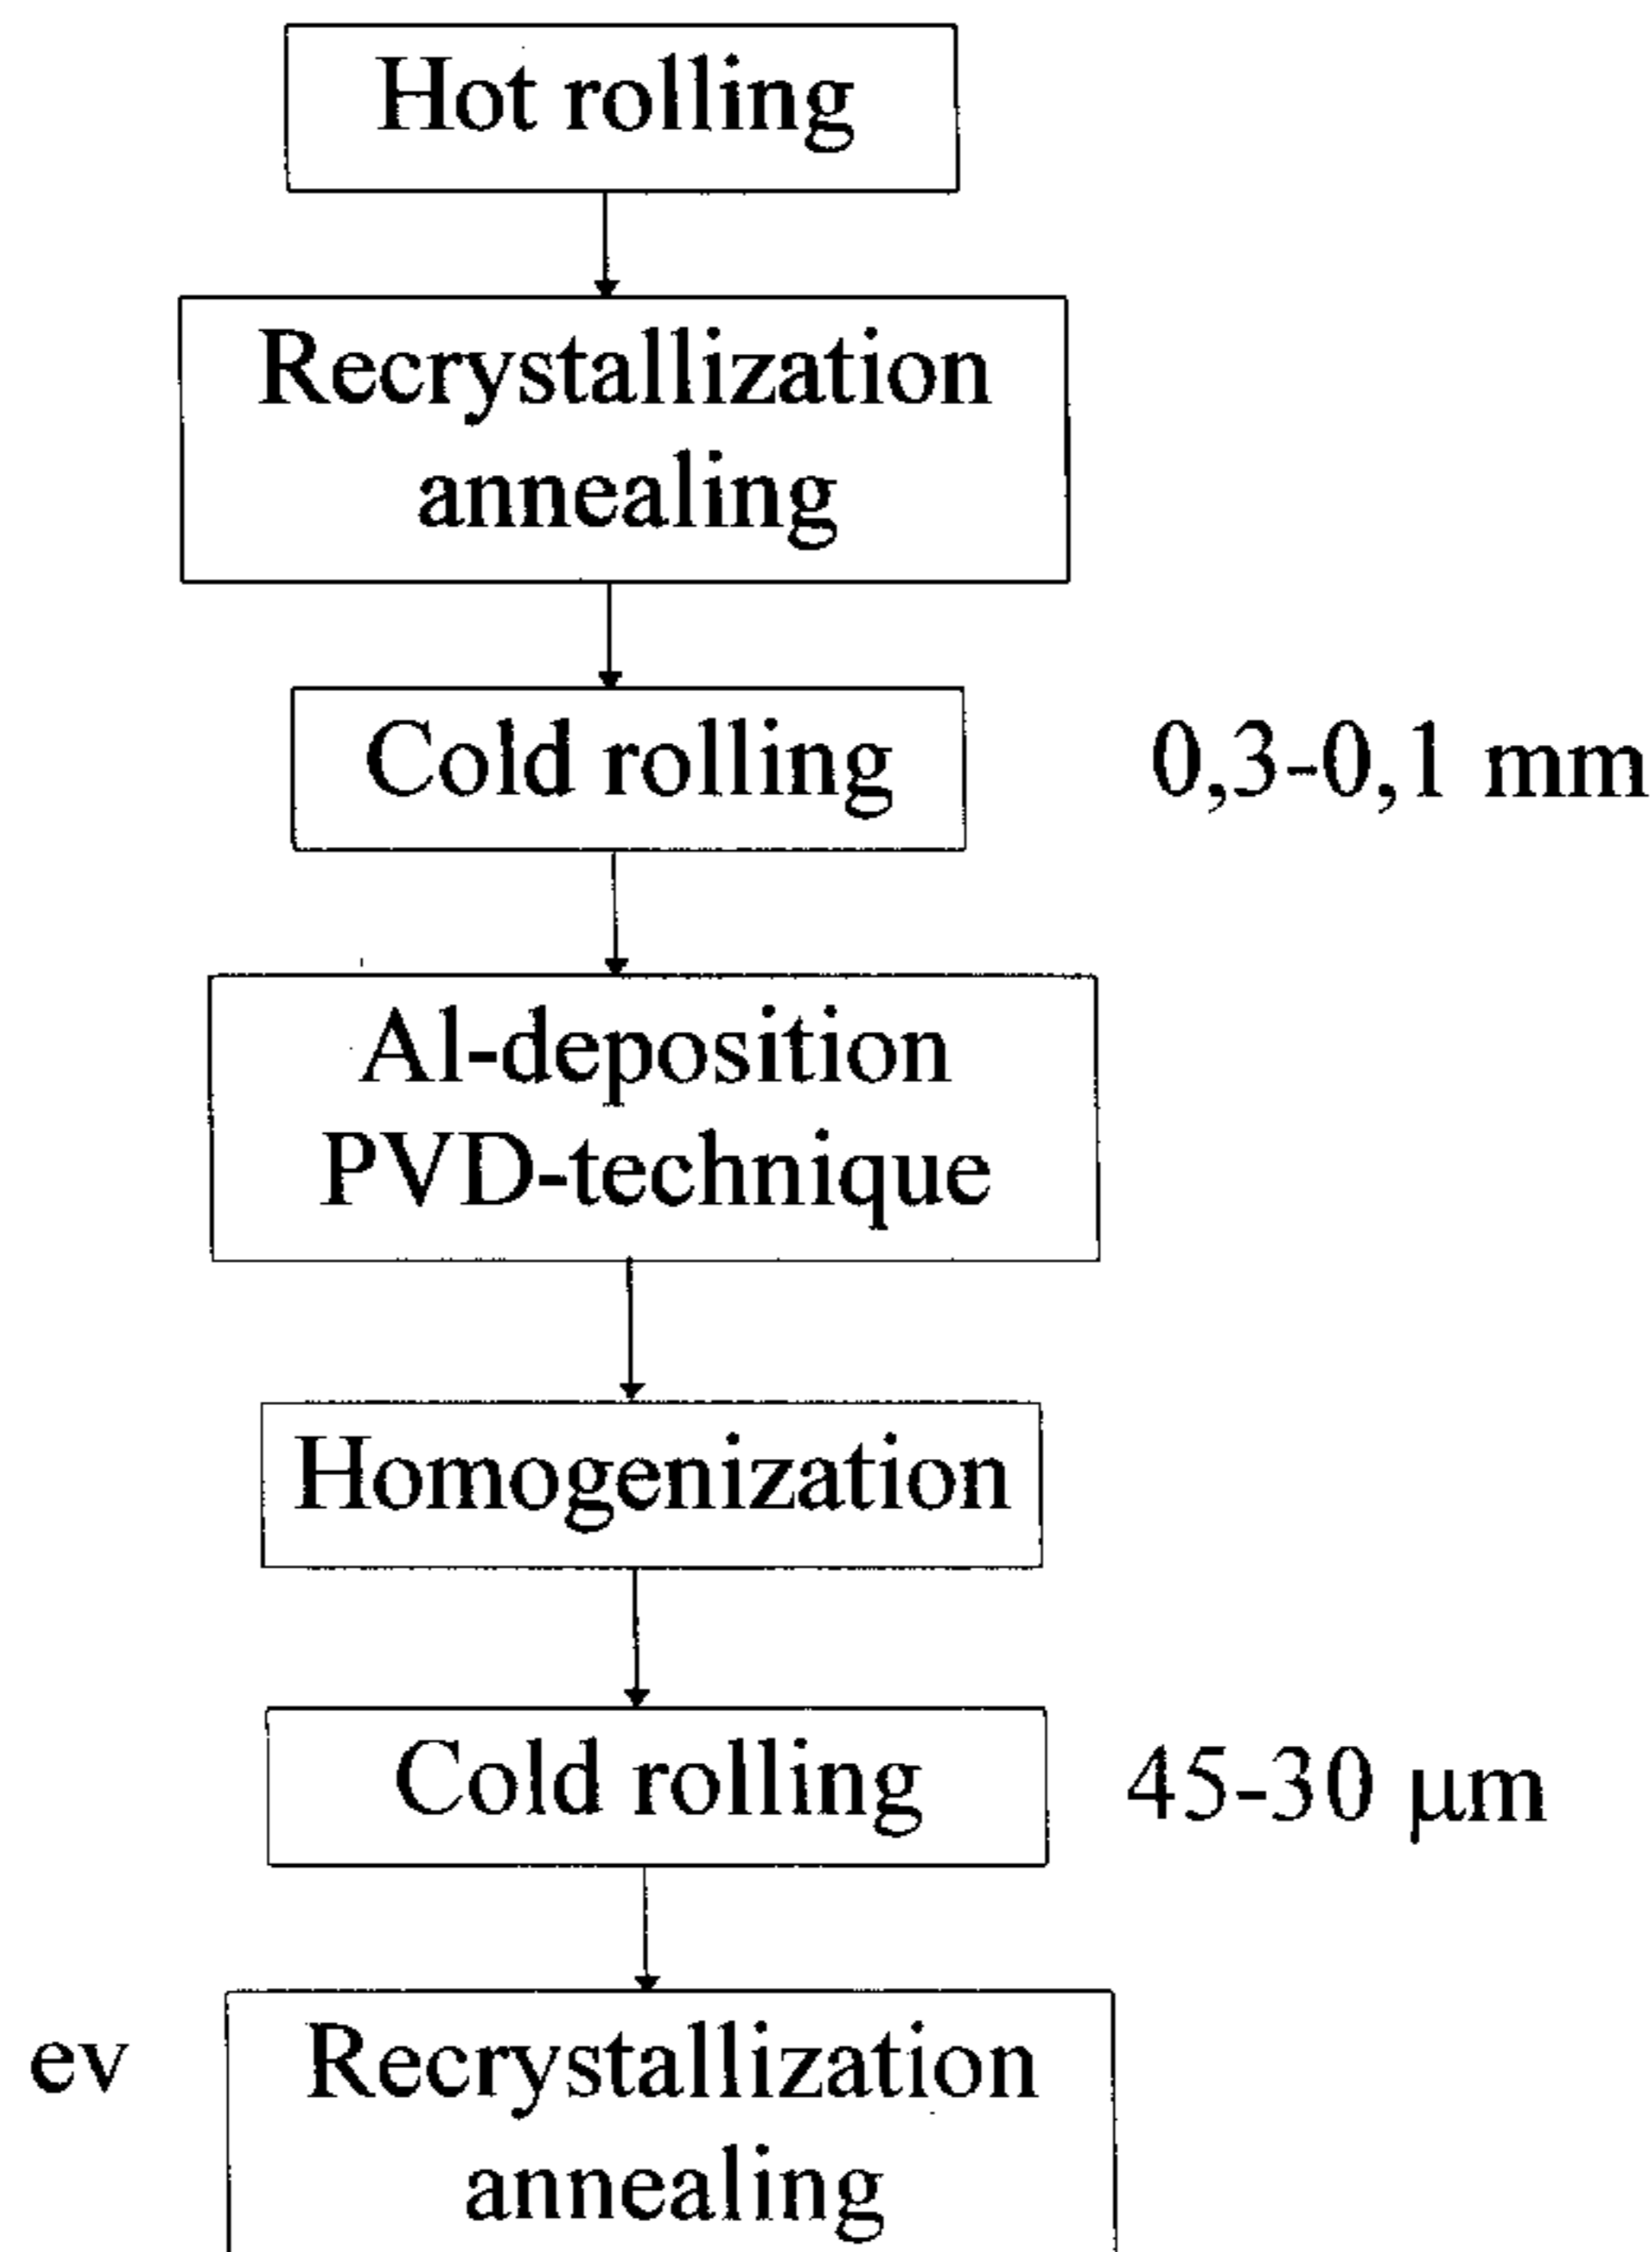 Hot rolling
Recrystallization
annealing
Cold rolling 0,3-0,1 mm
Al-deposition
PVD-technique
Homogenization
Cold rolling 45-30 μm
ev Recrystallization
annealing